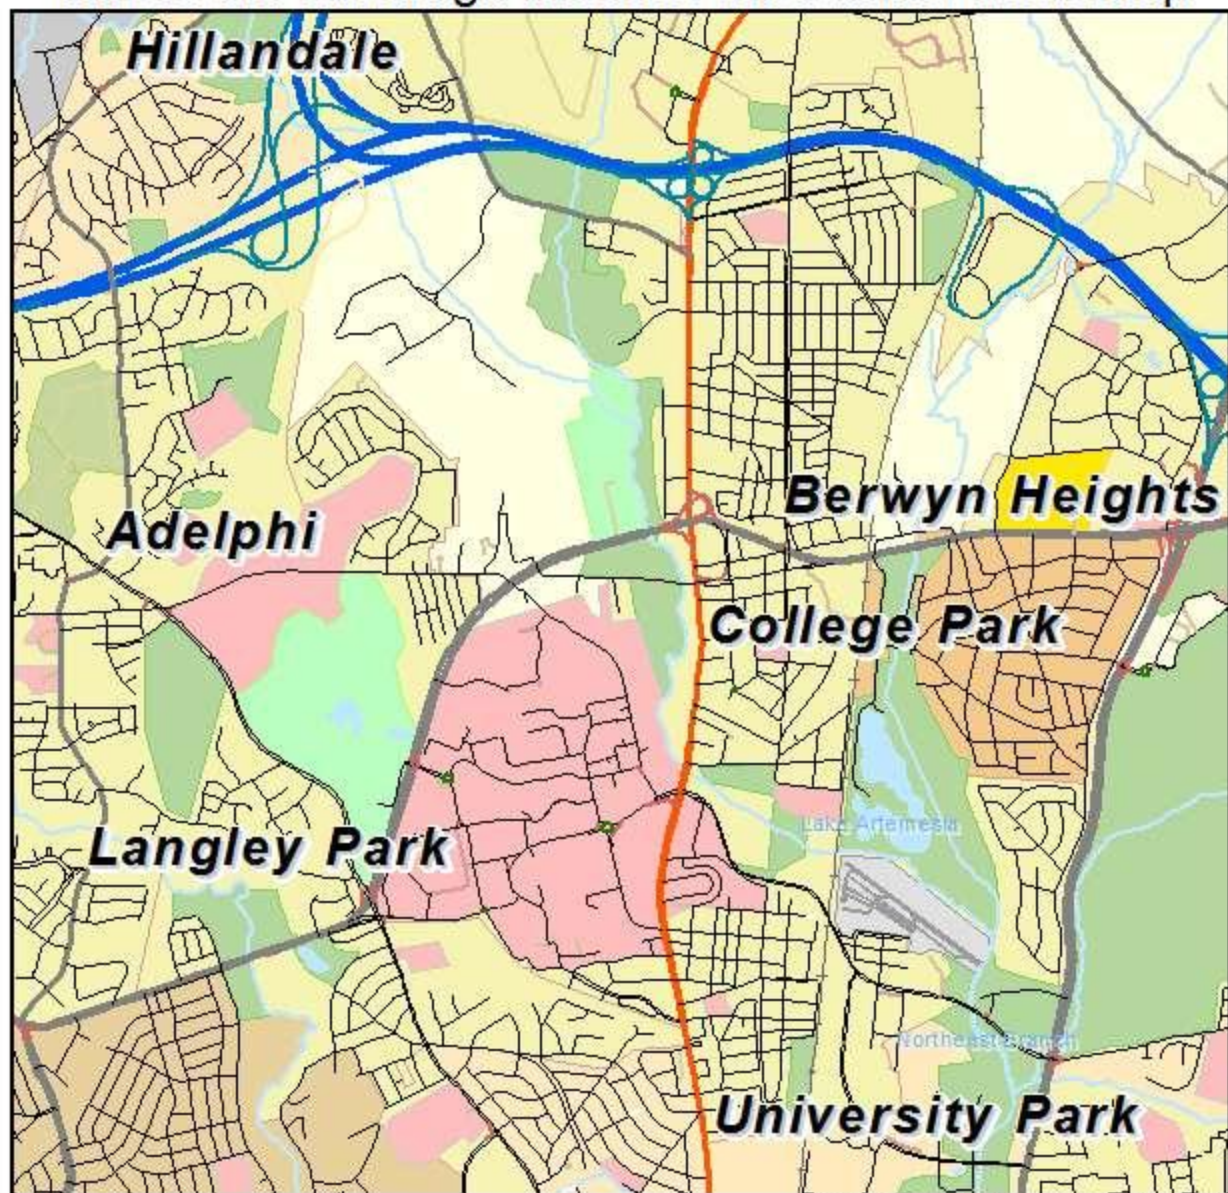 Hillandale
Berwyn Heights
Adelphi
College Park
Lake Artemesia
Langley Park
Northeast Branch
University Park